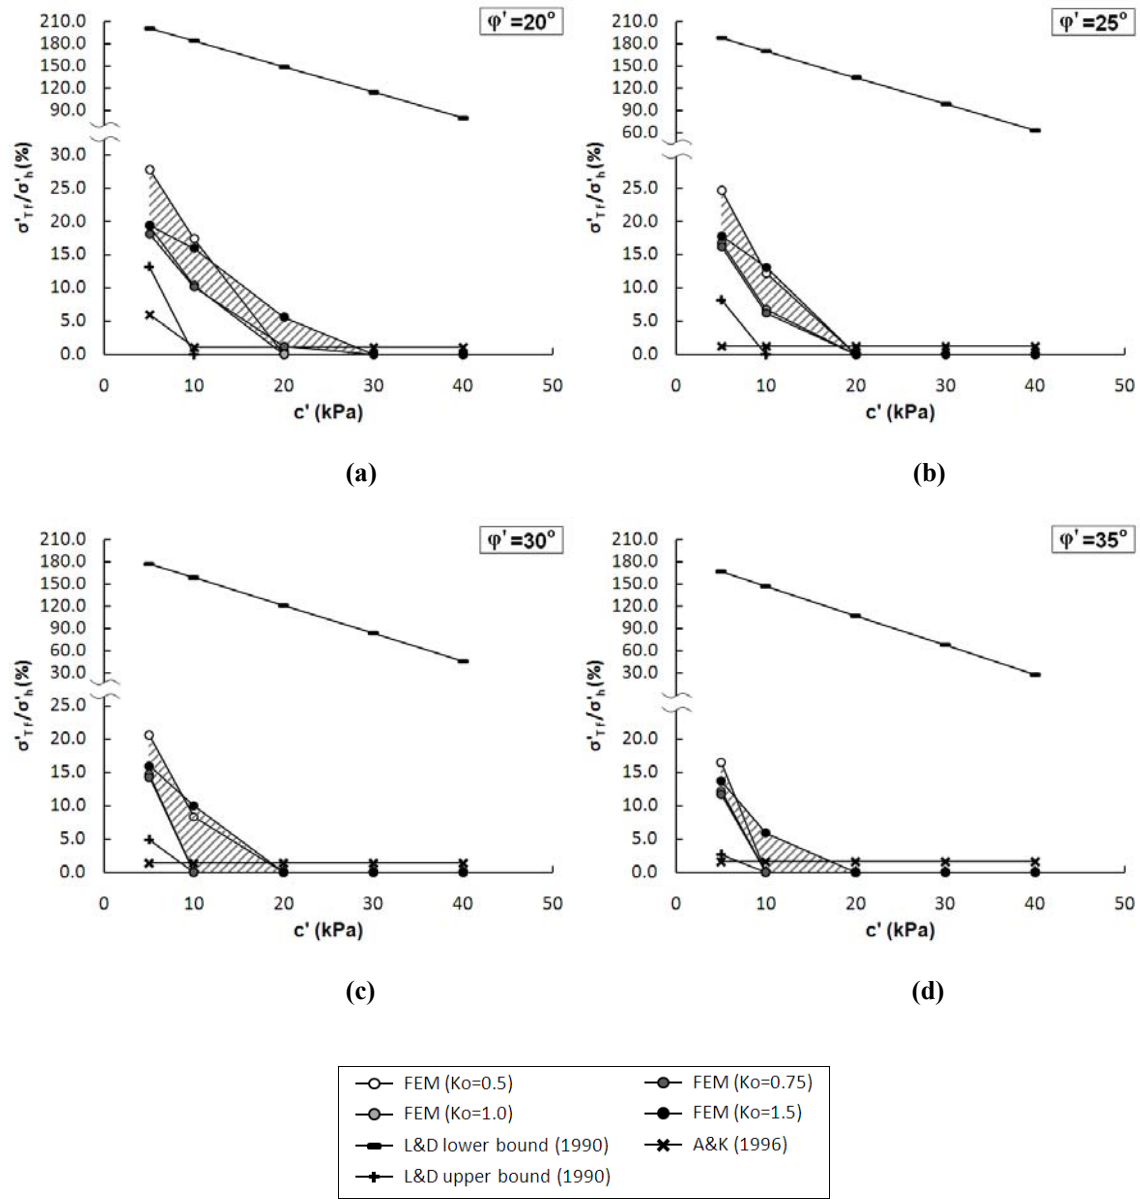 φ'=20°
210.0
180.0
150.0
120.0
90.0
30.0
25.0
20.0
15.0
10.0
5.0
0.0
σ'Tf/σ'h(%)
0 10 20 30 40 50
c' (kPa)
(a)
φ'=25°
210.0
180.0
150.0
120.0
90.0
60.0
25.0
20.0
15.0
10.0
5.0
0.0
σ'Tf/σ'h(%)
0 10 20 30 40 50
c' (kPa)
(b)
φ'=30°
210.0
180.0
150.0
120.0
90.0
60.0
30.0
25.0
20.0
15.0
10.0
5.0
0.0
σ'Tf/σ'h(%)
0 10 20 30 40 50
c' (kPa)
(c)
φ'=35°
210.0
180.0
150.0
120.0
90.0
60.0
30.0
20.0
15.0
10.0
5.0
0.0
σ'Tf/σ'h(%)
0 10 20 30 40 50
c' (kPa)
(d)
FEM (Ko=0.5) FEM (Ko=0.75)
FEM (Ko=1.0) FEM (Ko=1.5)
L&D lower bound (1990) A&K (1996)
L&D upper bound (1990)